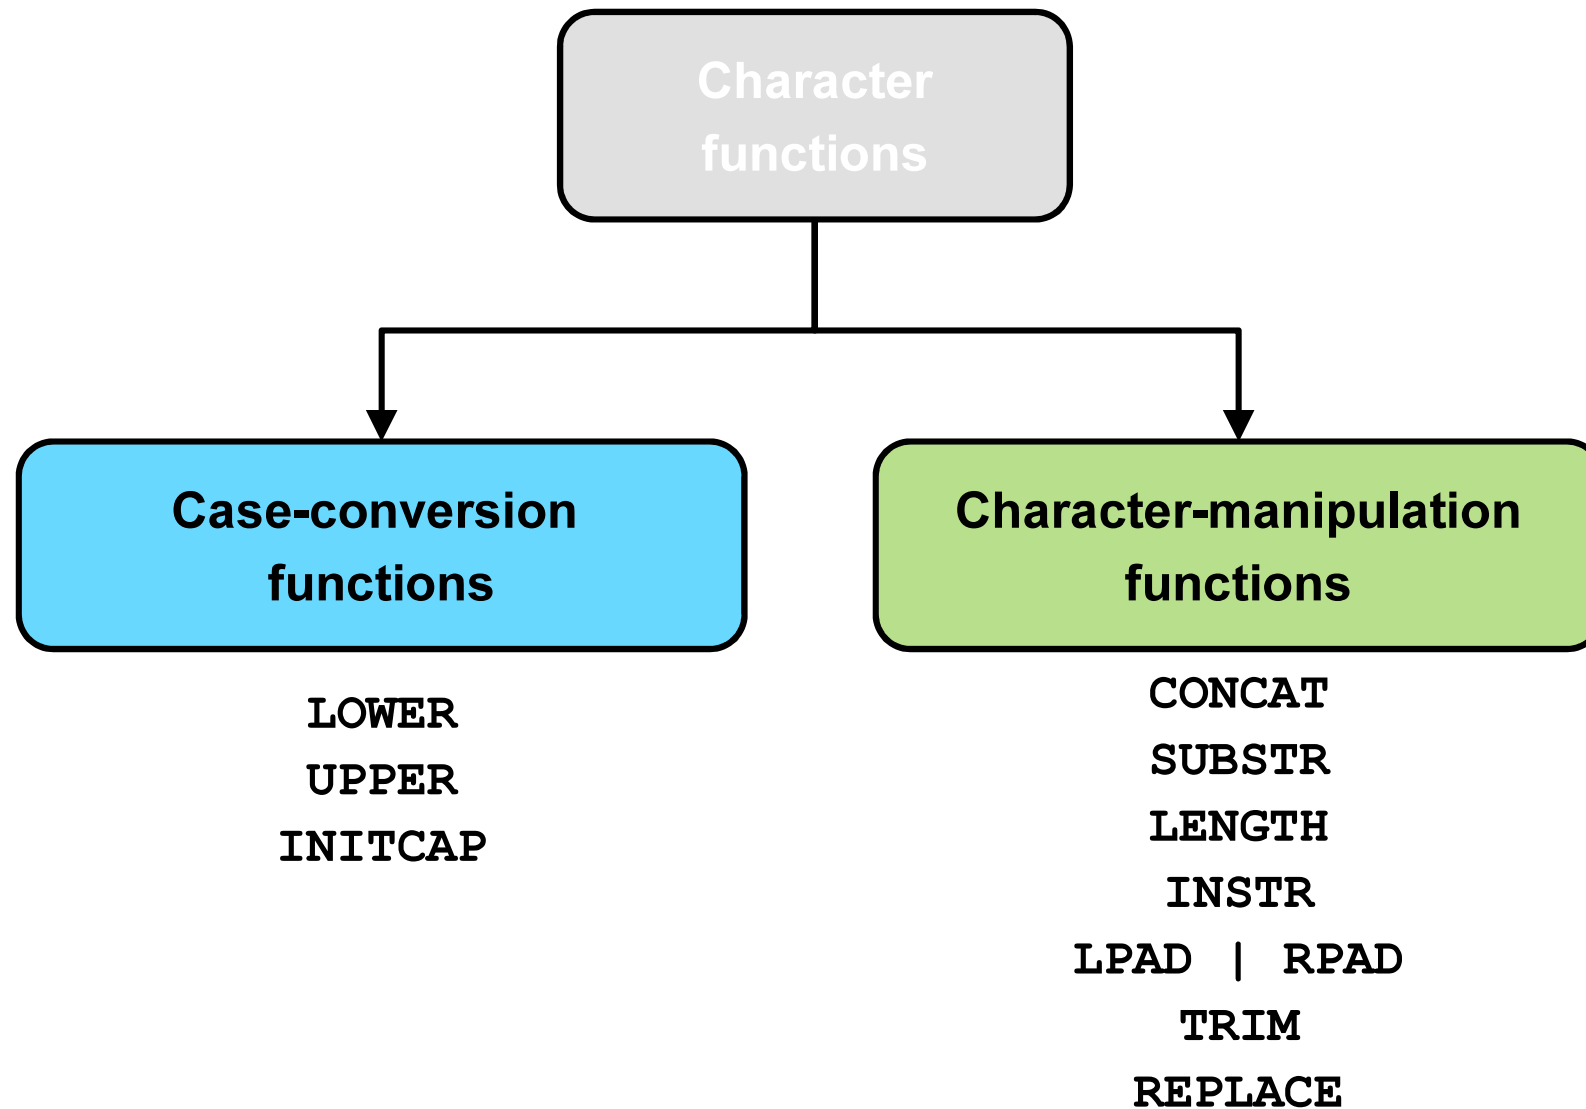 Character
functions
Case-conversion
functions
Character-manipulation
functions
LOWER
UPPER
INITCAP
CONCAT
SUBSTR
LENGTH
INSTR
LPAD | RPAD
TRIM
REPLACE